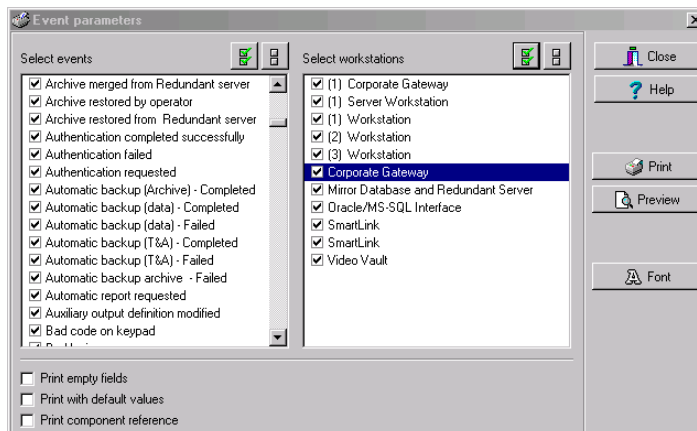 Event parameters
Select events
Archive merged from Redundant server
Archive restored by operator
Archive restored from Redundant server
Authentication completed successfully
Authentication failed
Authentication requested
Automatic backup (Archive) - Completed
Automatic backup (data) - Completed
Automatic backup (data) - Failed
Automatic backup (T&A) - Completed
Automatic backup (T&A) - Failed
Automatic backup archive - Failed
Automatic report requested
Auxiliary output definition modified
Bad code on keypad
Select workstations
(1) Corporate Gateway
(1) Server Workstation
(1) Workstation
(2) Workstation
(3) Workstation
Corporate Gateway
Mirror Database and Redundant Server
Oracle/MS-SQL Interface
SmartLink
SmartLink
Video Vault
Close
Help
Print
Preview
Font
Print empty fields
Print with default values
Print component reference